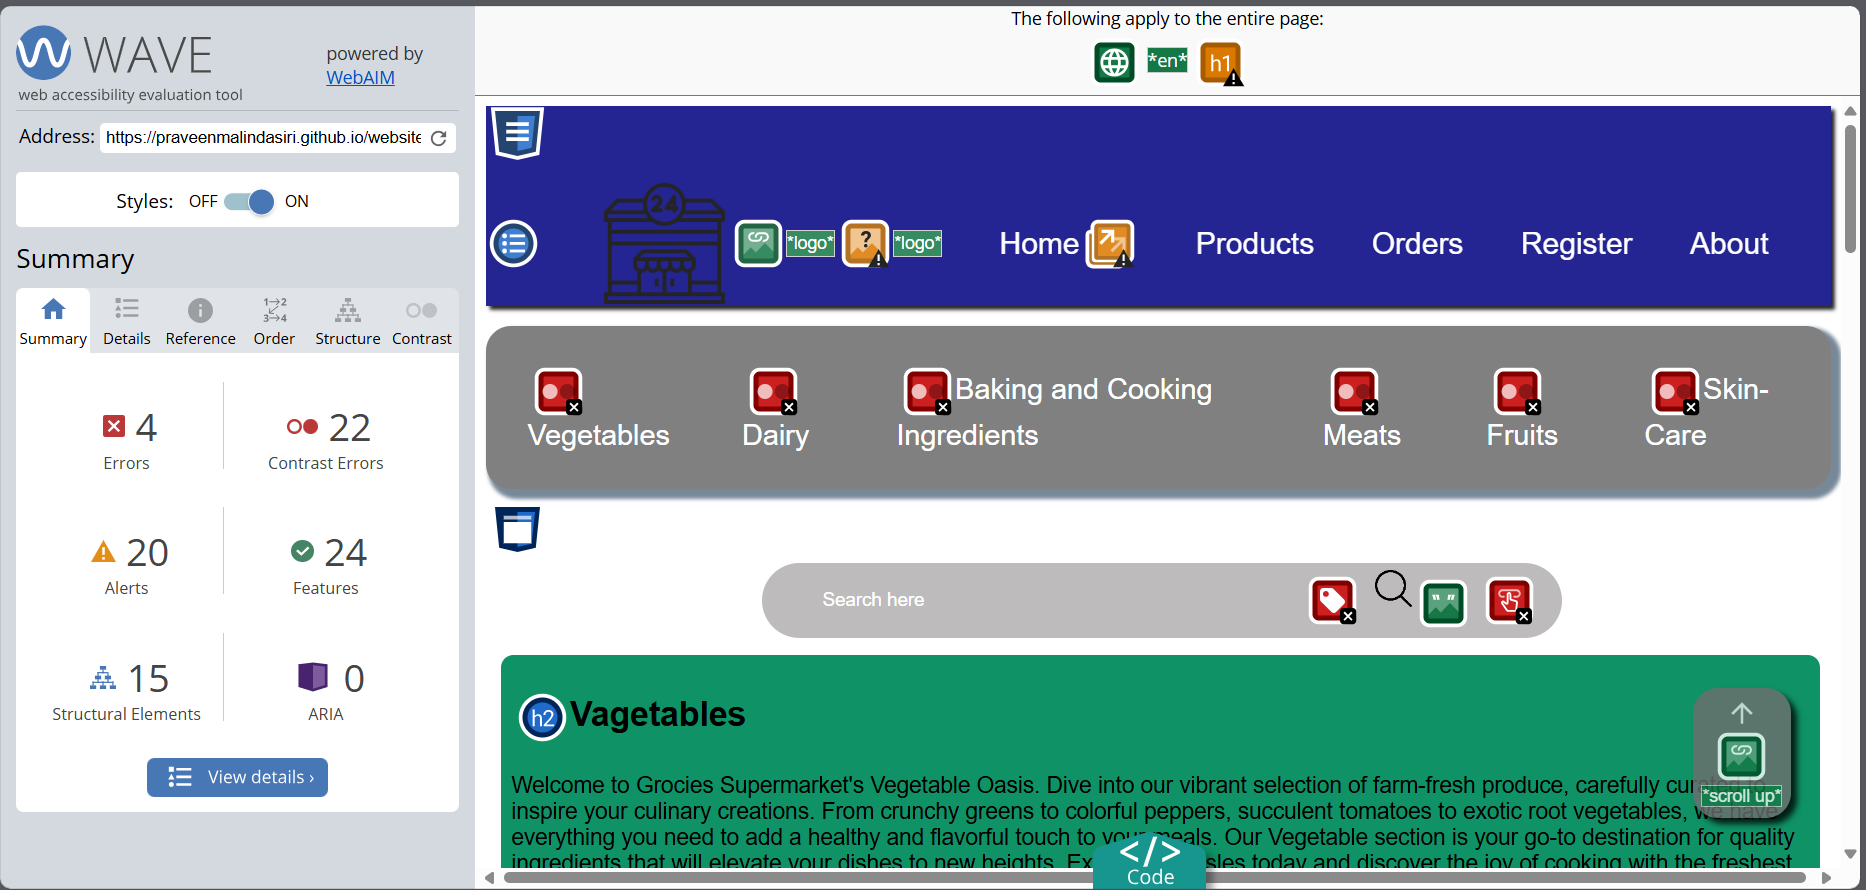 WAVE
powered by
WebAIM
web accessibility evaluation tool
Address: https://praveenmalindasiri.github.io/website
Styles: OFF ON
Summary
Summary Details Reference Order Structure Contrast
4 22
Errors Contrast Errors
20 24
Alerts Features
15 0
Structural Elements ARIA
View details ›
The following apply to the entire page:
*en* h1
24
*logo* *logo* Home Products Orders Register About
Baking and Cooking Skin-
Vegetables Dairy Ingredients Meats Fruits Care
Search here
h2 Vagetables
Welcome to Grocies Supermarket's Vegetable Oasis. Dive into our vibrant selection of farm-fresh produce, carefully curated to
inspire your culinary creations. From crunchy greens to colorful peppers, succulent tomatoes to exotic root vegetables, we have
everything you need to add a healthy and flavorful touch to your meals. Our Vegetable section is your go-to destination for quality
ingredients that will elevate your dishes to new heights. Ex sles today and discover the joy of cooking with the freshest
*scroll up*
</> Code